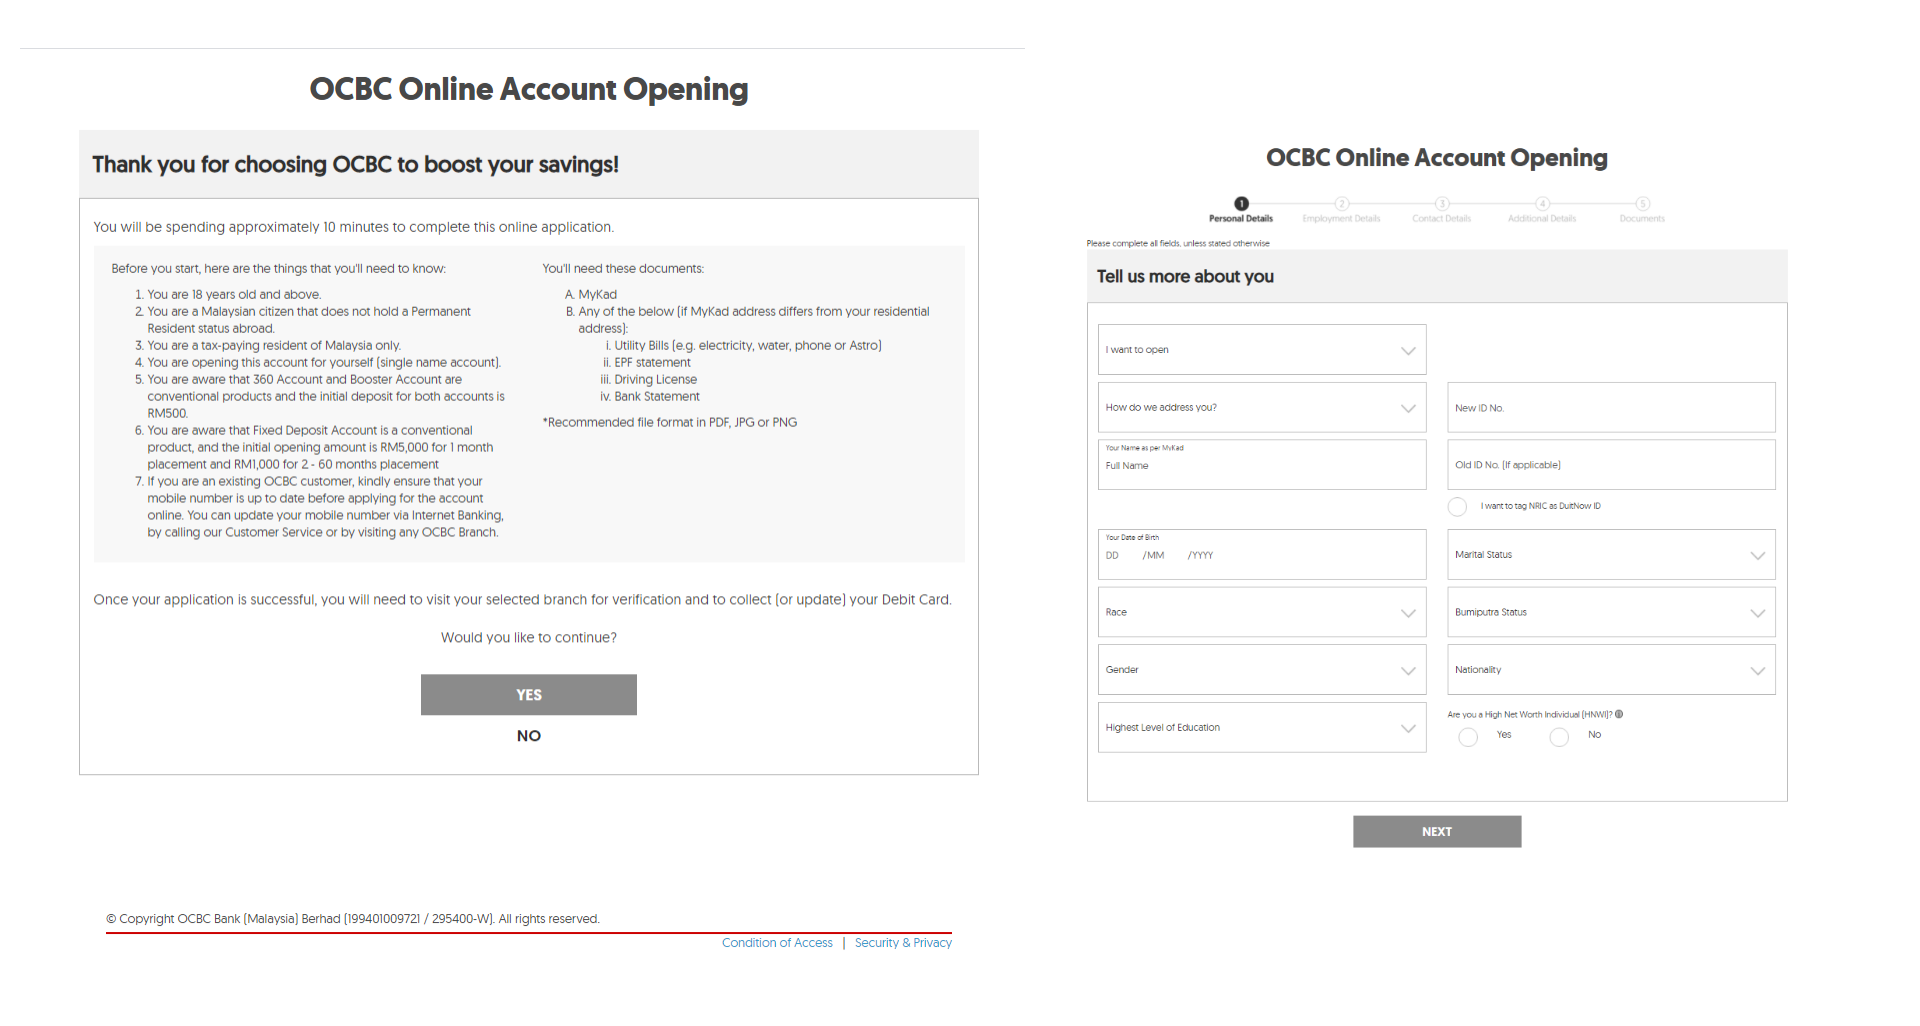 OCBC Online Account Opening
Thank you for choosing OCBC to boost your savings!
You will be spending approximately 10 minutes to complete this online application.
Before you start, here are the things that you'll need to know:
1. You are 18 years old and above.
2. You are a Malaysian citizen that does not hold a Permanent
Resident status abroad.
3. You are a tax-paying resident of Malaysia only.
4. You are opening this account for yourself (single name account).
5. You are aware that 360 Account and Booster Account are
conventional products and the initial deposit for both accounts is
RM500.
6. You are aware that Fixed Deposit Account is a conventional
product, and the initial opening amount is RM5,000 for 1 month
placement and RM1,000 for 2 - 60 months placement
7. If you are an existing OCBC customer, kindly ensure that your
mobile number is up to date before applying for the account
online. You can update your mobile number via Internet Banking,
by calling our Customer Service or by visiting any OCBC Branch.
You'll need these documents:
A. MyKad
B. Any of the below (if MyKad address differs from your residential
address):
i. Utility Bills (e.g. electricity, water, phone or Astro)
ii. EPF statement
iii. Driving License
iv. Bank Statement
*Recommended file format in PDF, JPG or PNG
Once your application is successful, you will need to visit your selected branch for verification and to collect (or update) your Debit Card.
Would you like to continue?
YES
NO
© Copyright OCBC Bank (Malaysia) Berhad (199401009721 / 295400-W). All rights reserved.
Condition of Access | Security & Privacy
OCBC Online Account Opening
1 2 3 4 5
Personal Details Employment Details Contact Details Additional Details Documents
Please complete all fields, unless stated otherwise
Tell us more about you
I want to open
How do we address you?
New ID No.
Your Name as per MyKad
Full Name
Old ID No. (If applicable)
I want to tag NRIC as DuitNow ID
Your Date of Birth
DD /MM /YYYY
Marital Status
Race
Bumiputra Status
Gender
Nationality
Highest Level of Education
Are you a High Net Worth Individual (HNWI)?
Yes No
NEXT